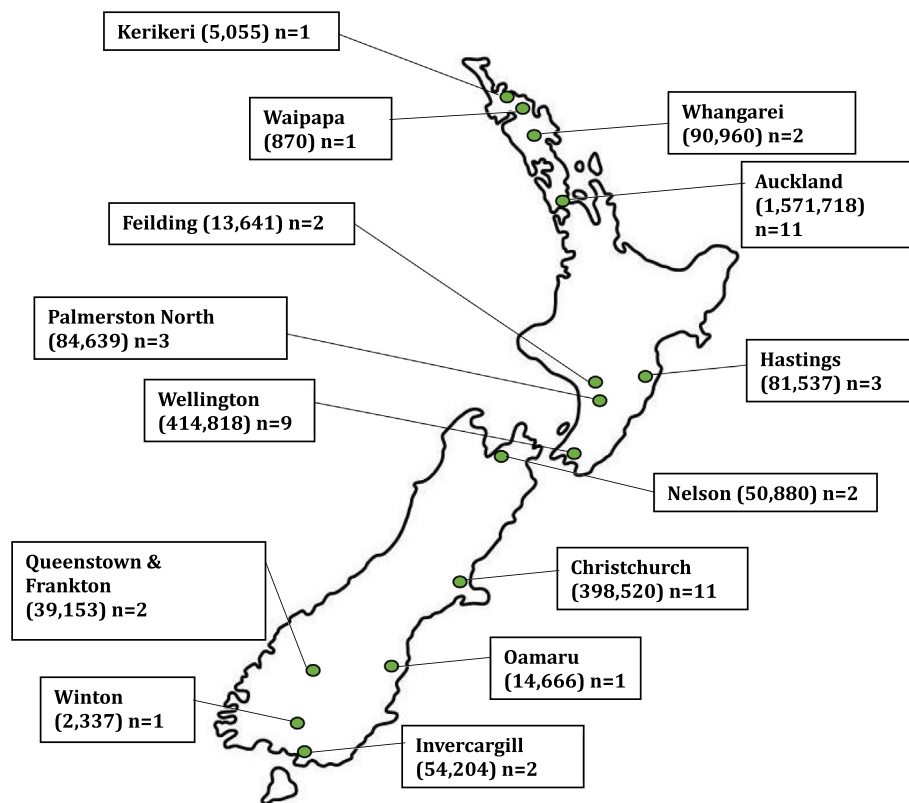 Kerikeri (5,055) n=1
Waipapa
(870) n=1
Whangarei
(90,960) n=2
Auckland
(1,571,718)
n=11
Feilding (13,641) n=2
Palmerston North
(84,639) n=3
Hastings
(81,537) n=3
Wellington
(414,818) n=9
Nelson (50,880) n=2
Queenstown &
Frankton
(39,153) n=2
Christchurch
(398,520) n=11
Oamaru
(14,666) n=1
Winton
(2,337) n=1
Invercargill
(54,204) n=2